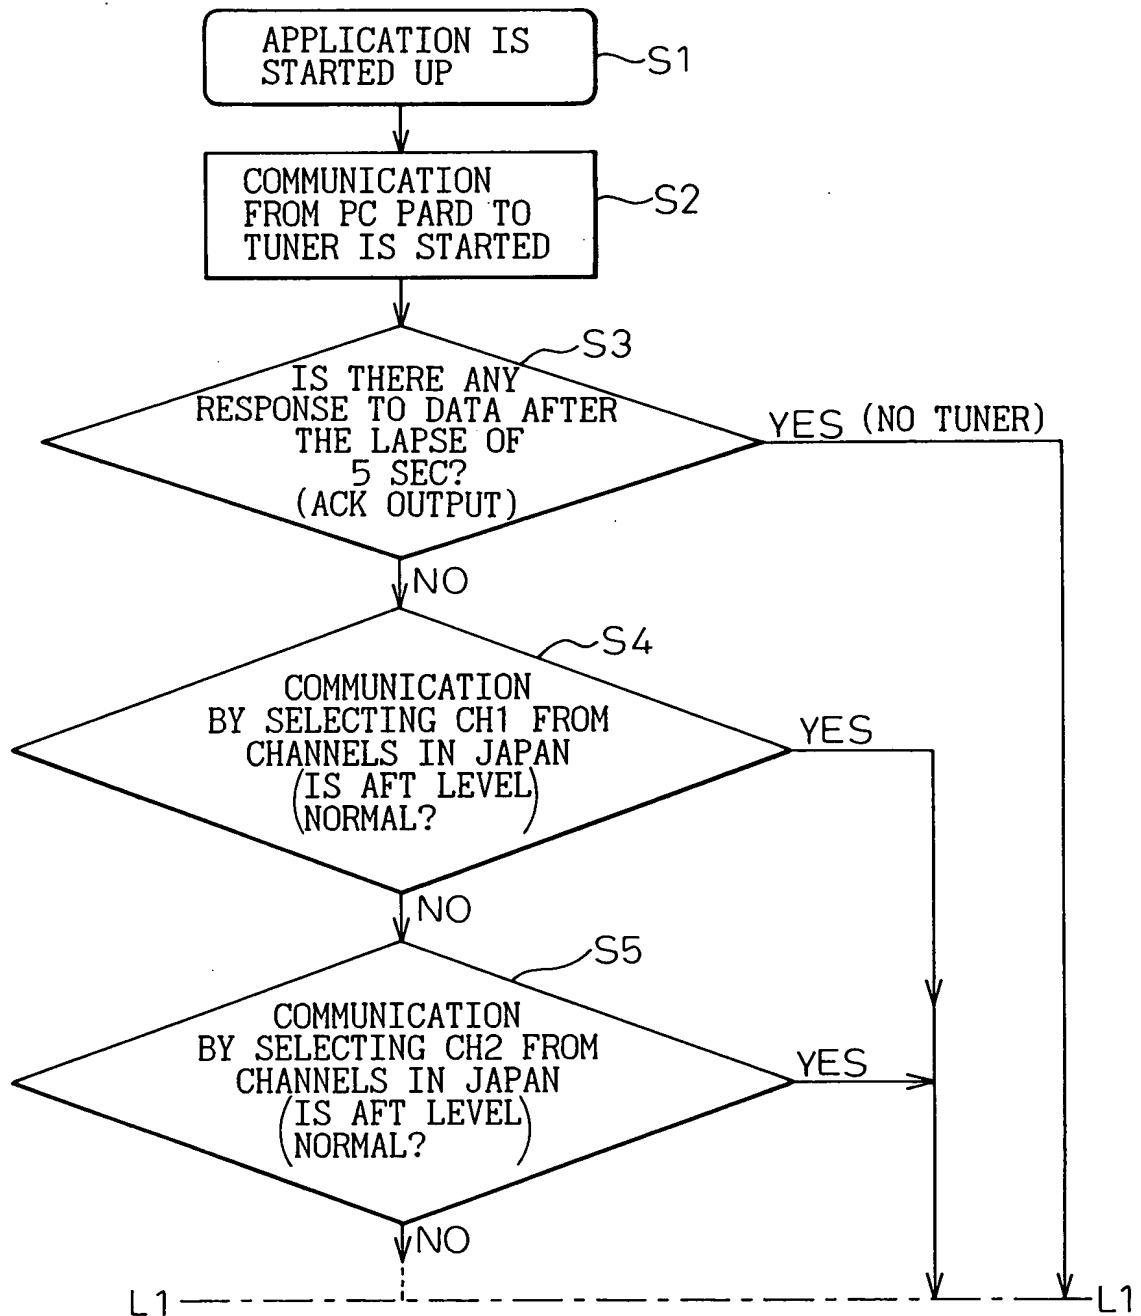 APPLICATION IS
STARTED UP
S1
COMMUNICATION
FROM PC PARD TO
TUNER IS STARTED
S2
S3
IS THERE ANY
RESPONSE TO DATA AFTER
THE LAPSE OF
5 SEC?
(ACK OUTPUT)
YES (NO TUNER)
NO
S4
COMMUNICATION
BY SELECTING CH1 FROM
CHANNELS IN JAPAN
(IS AFT LEVEL
NORMAL?)
YES
NO
S5
COMMUNICATION
BY SELECTING CH2 FROM
CHANNELS IN JAPAN
(IS AFT LEVEL
NORMAL?)
YES
NO
L1 L1